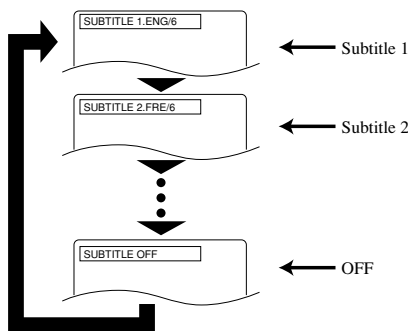 SUBTITLE 1.ENG/6
Subtitle 1
SUBTITLE 2.FRE/6
Subtitle 2
SUBTITLE OFF
OFF